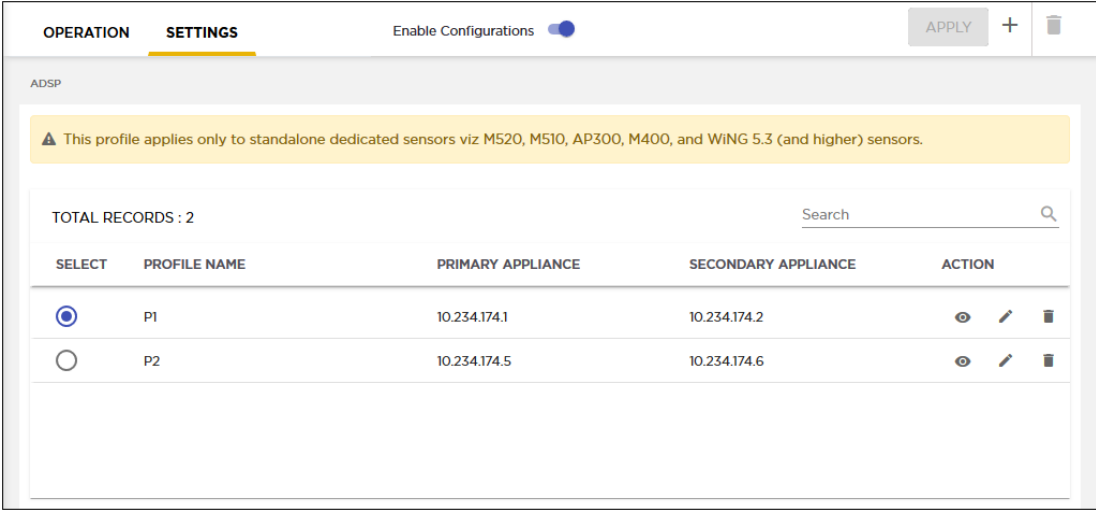 OPERATION SETTINGS Enable Configurations APPLY +
ADSP
This profile applies only to standalone dedicated sensors viz M520, M510, AP300, M400, and WiNG 5.3 (and higher) sensors.
TOTAL RECORDS : 2 Search
SELECT PROFILE NAME PRIMARY APPLIANCE SECONDARY APPLIANCE ACTION
P1 10.234.174.1 10.234.174.2
P2 10.234.174.5 10.234.174.6